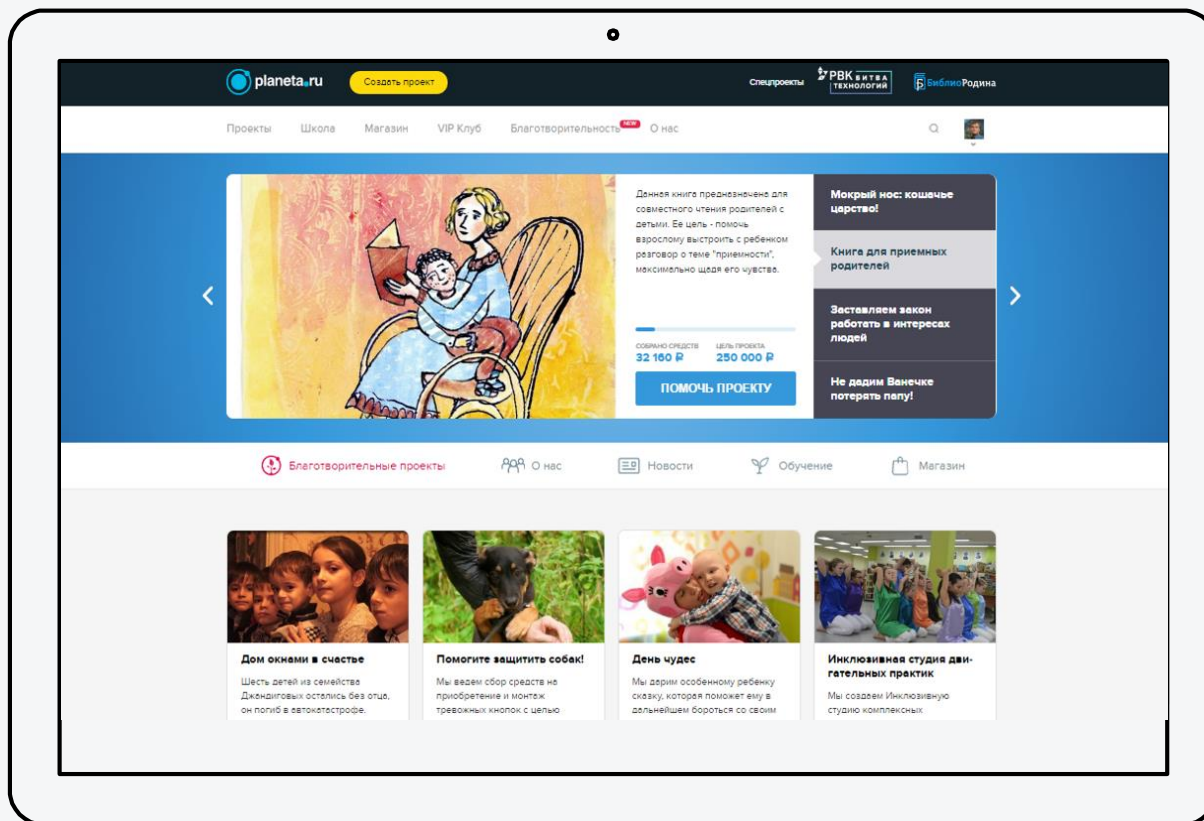 planeta.ru
Создать проект
Спецпроекты
РВК БИТВА
ТЕХНОЛОГИЙ
БиблиоРодина
Проекты
Школа
Магазин
VIP Клуб
Благотворительность
NEW
О нас
Данная книга предназначена для
совместного чтения родителей с
детьми. Ее цель - помочь
взрослому выстроить с ребенком
разговор о теме "приемности",
максимально щадя его чувства.
СОБРАНО СРЕДСТВ
ЦЕЛЬ ПРОЕКТА
32 160 ₽
250 000 ₽
ПОМОЧЬ ПРОЕКТУ
Мокрый нос: кошачье
царство!
Книга для приемных
родителей
Заставляем закон
работать в интересах
людей
Не дадим Ванечке
потерять папу!
Благотворительные проекты
О нас
Новости
Обучение
Магазин
Дом окнами в счастье
Шесть детей из семейства
Джандиговых остались без отца,
он погиб в автокатастрофе.
Помогите защитить собак!
Мы ведем сбор средств на
приобретение и монтаж
тревожных кнопок с целью
День чудес
Мы дарим особенному ребенку
сказку, которая поможет ему в
дальнейшем бороться со своим
Инклюзивная студия дви-
гательных практик
Мы создаем Инклюзивную
студию комплексных